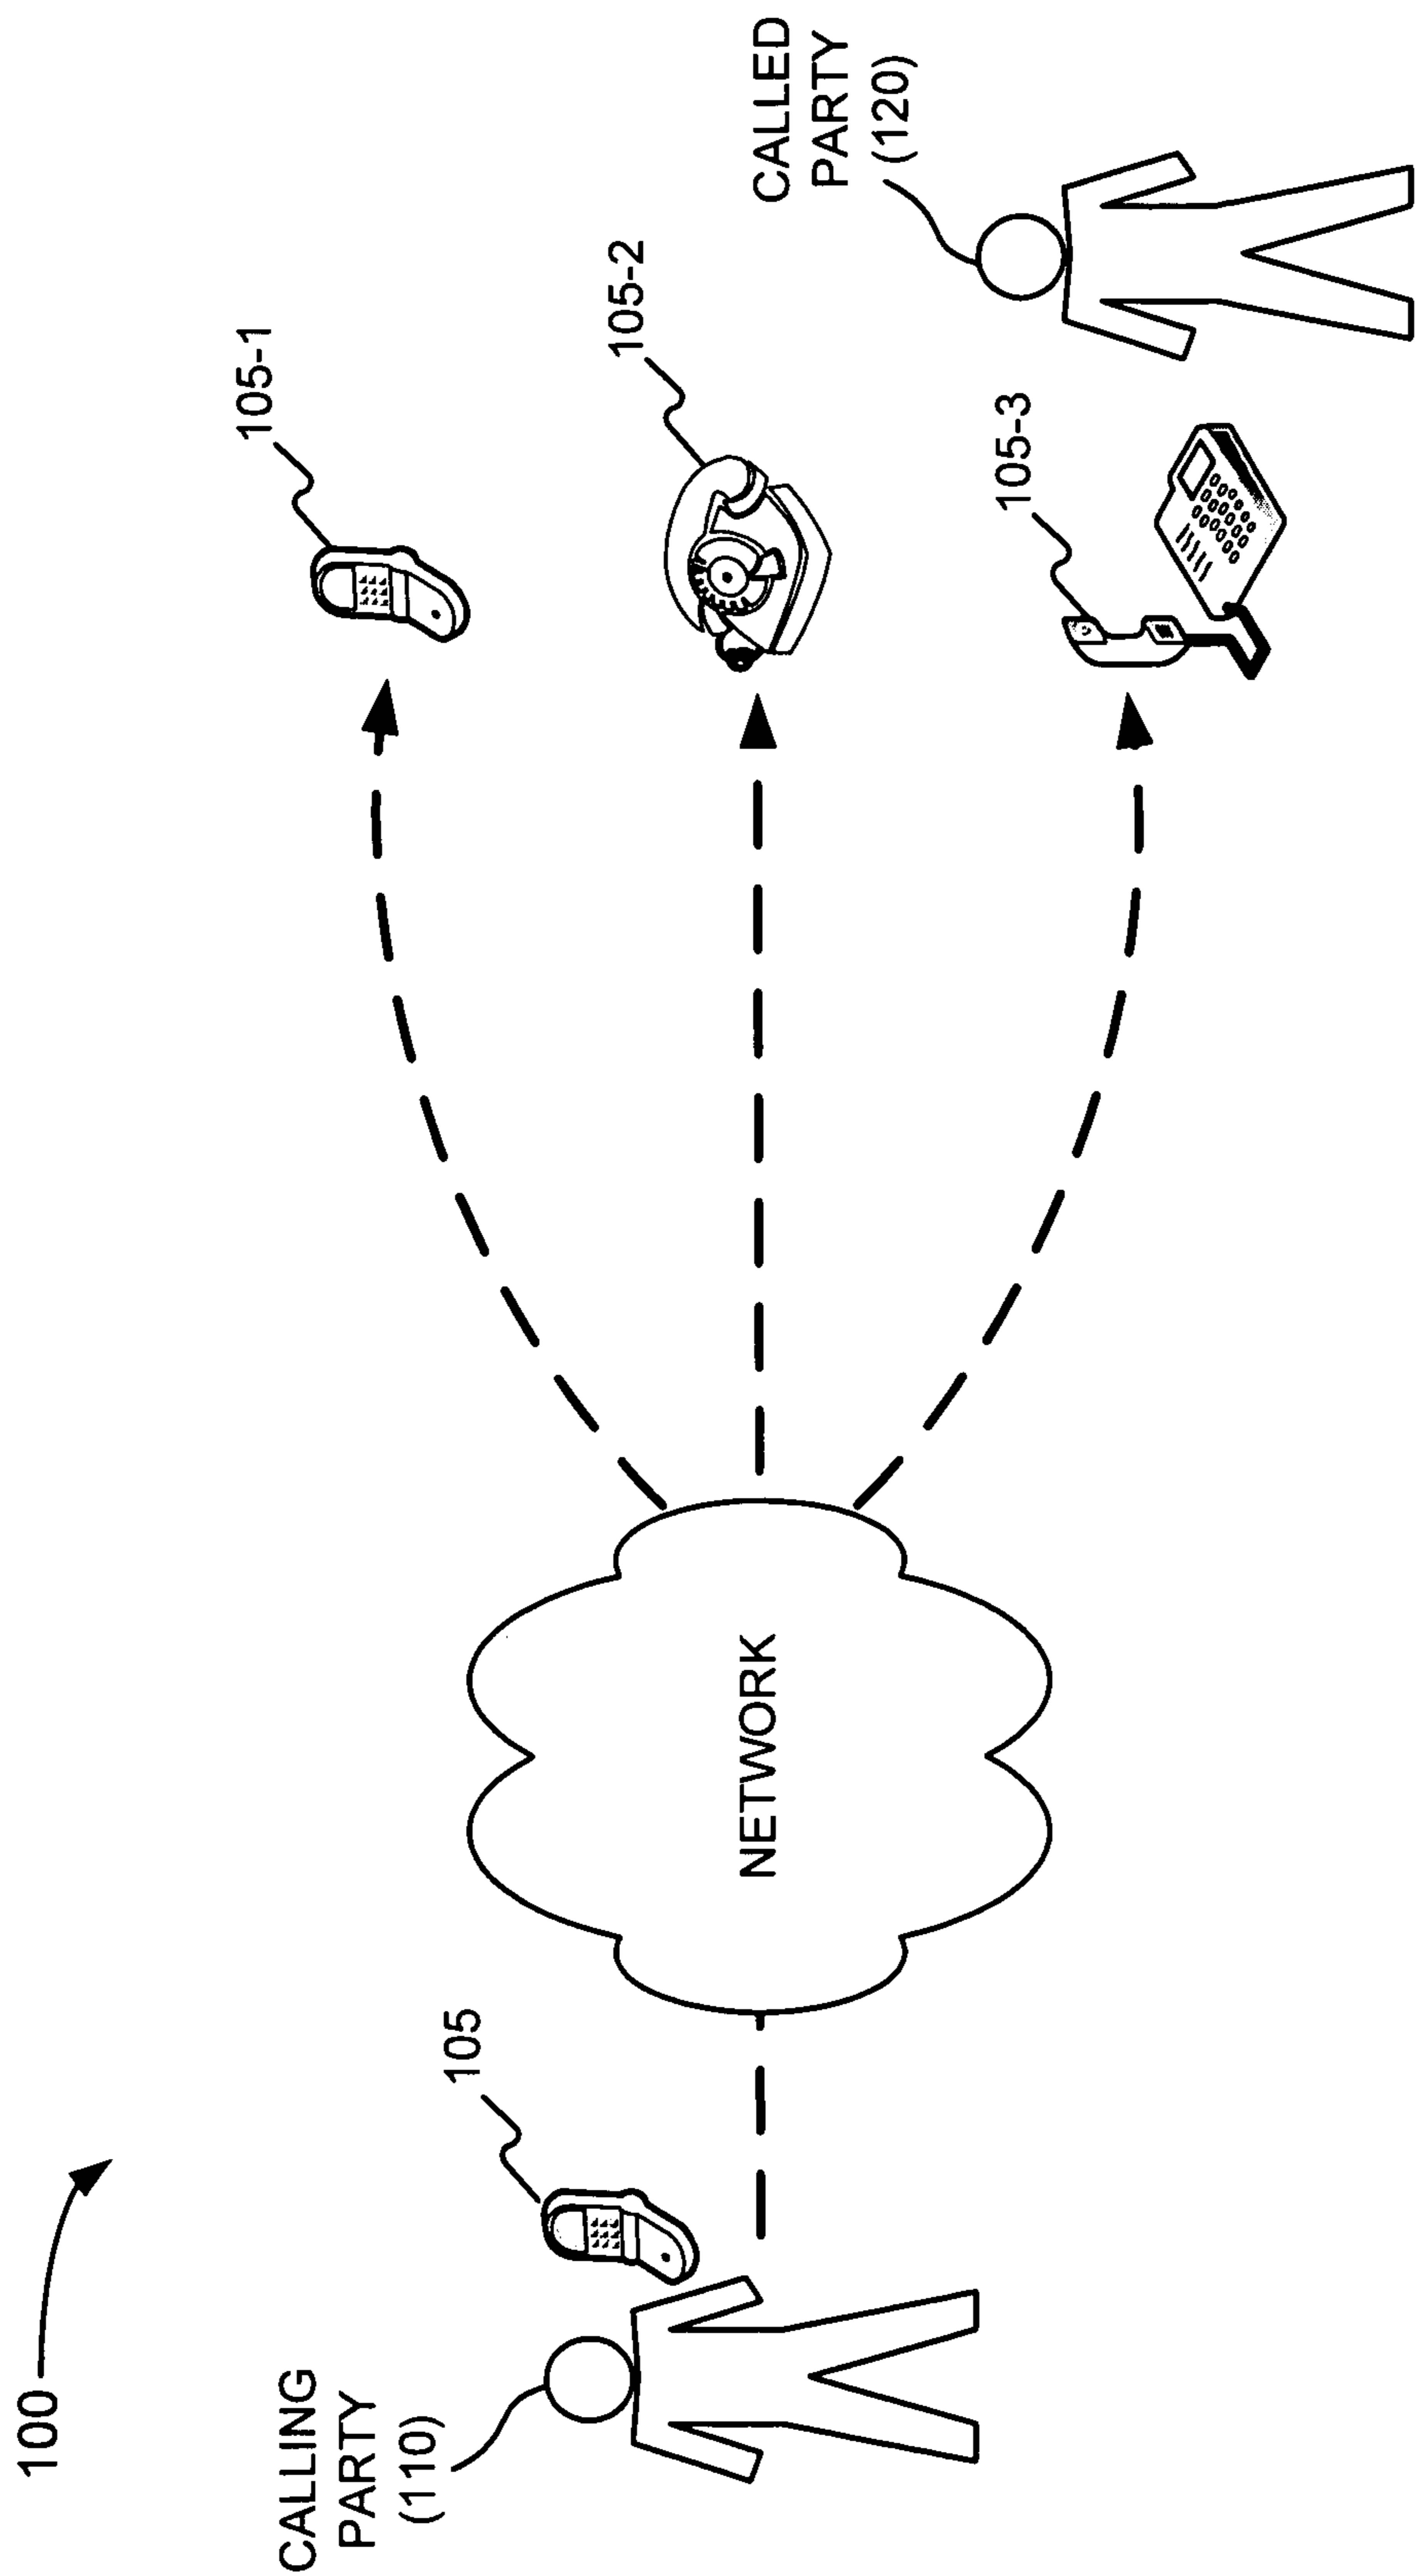 100
CALLING
PARTY
(110)
105
NETWORK
105-1
105-2
105-3
CALLED
PARTY
(120)